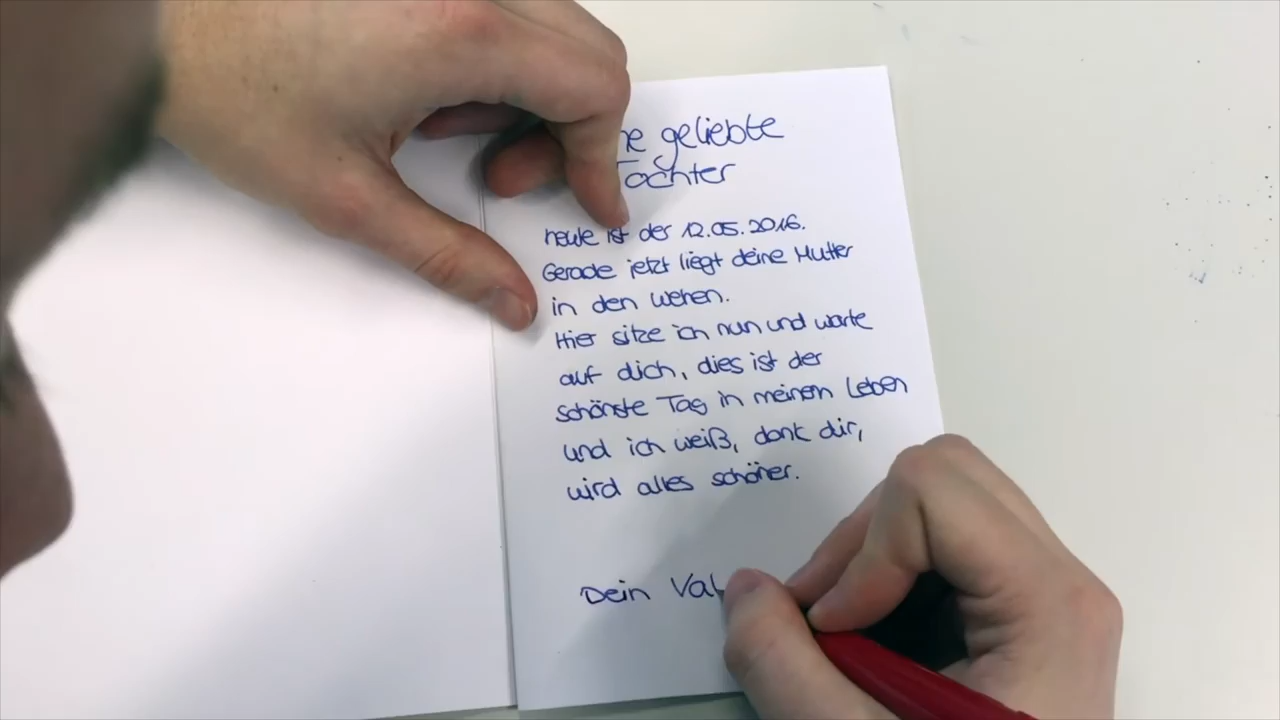 ne geliebte
Tochter
heute ist der 12.05.2016.
Gerade jetzt liegt deine Mutter
in den Wehen.
Hier sitze ich nun und warte
auf dich, dies ist der
schönste Tag in meinem Leben
und ich weiß, dank dir,
wird alles schöner.
Dein Vat